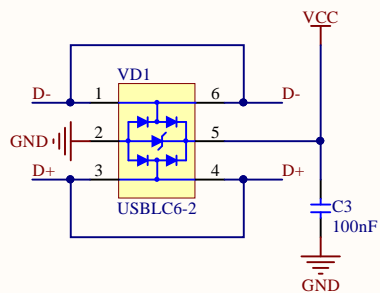 VCC
VD1
D- 1 6 D-
GND 2 5
D+ 3 4 D+
USBLC6-2
C3
100nF
GND